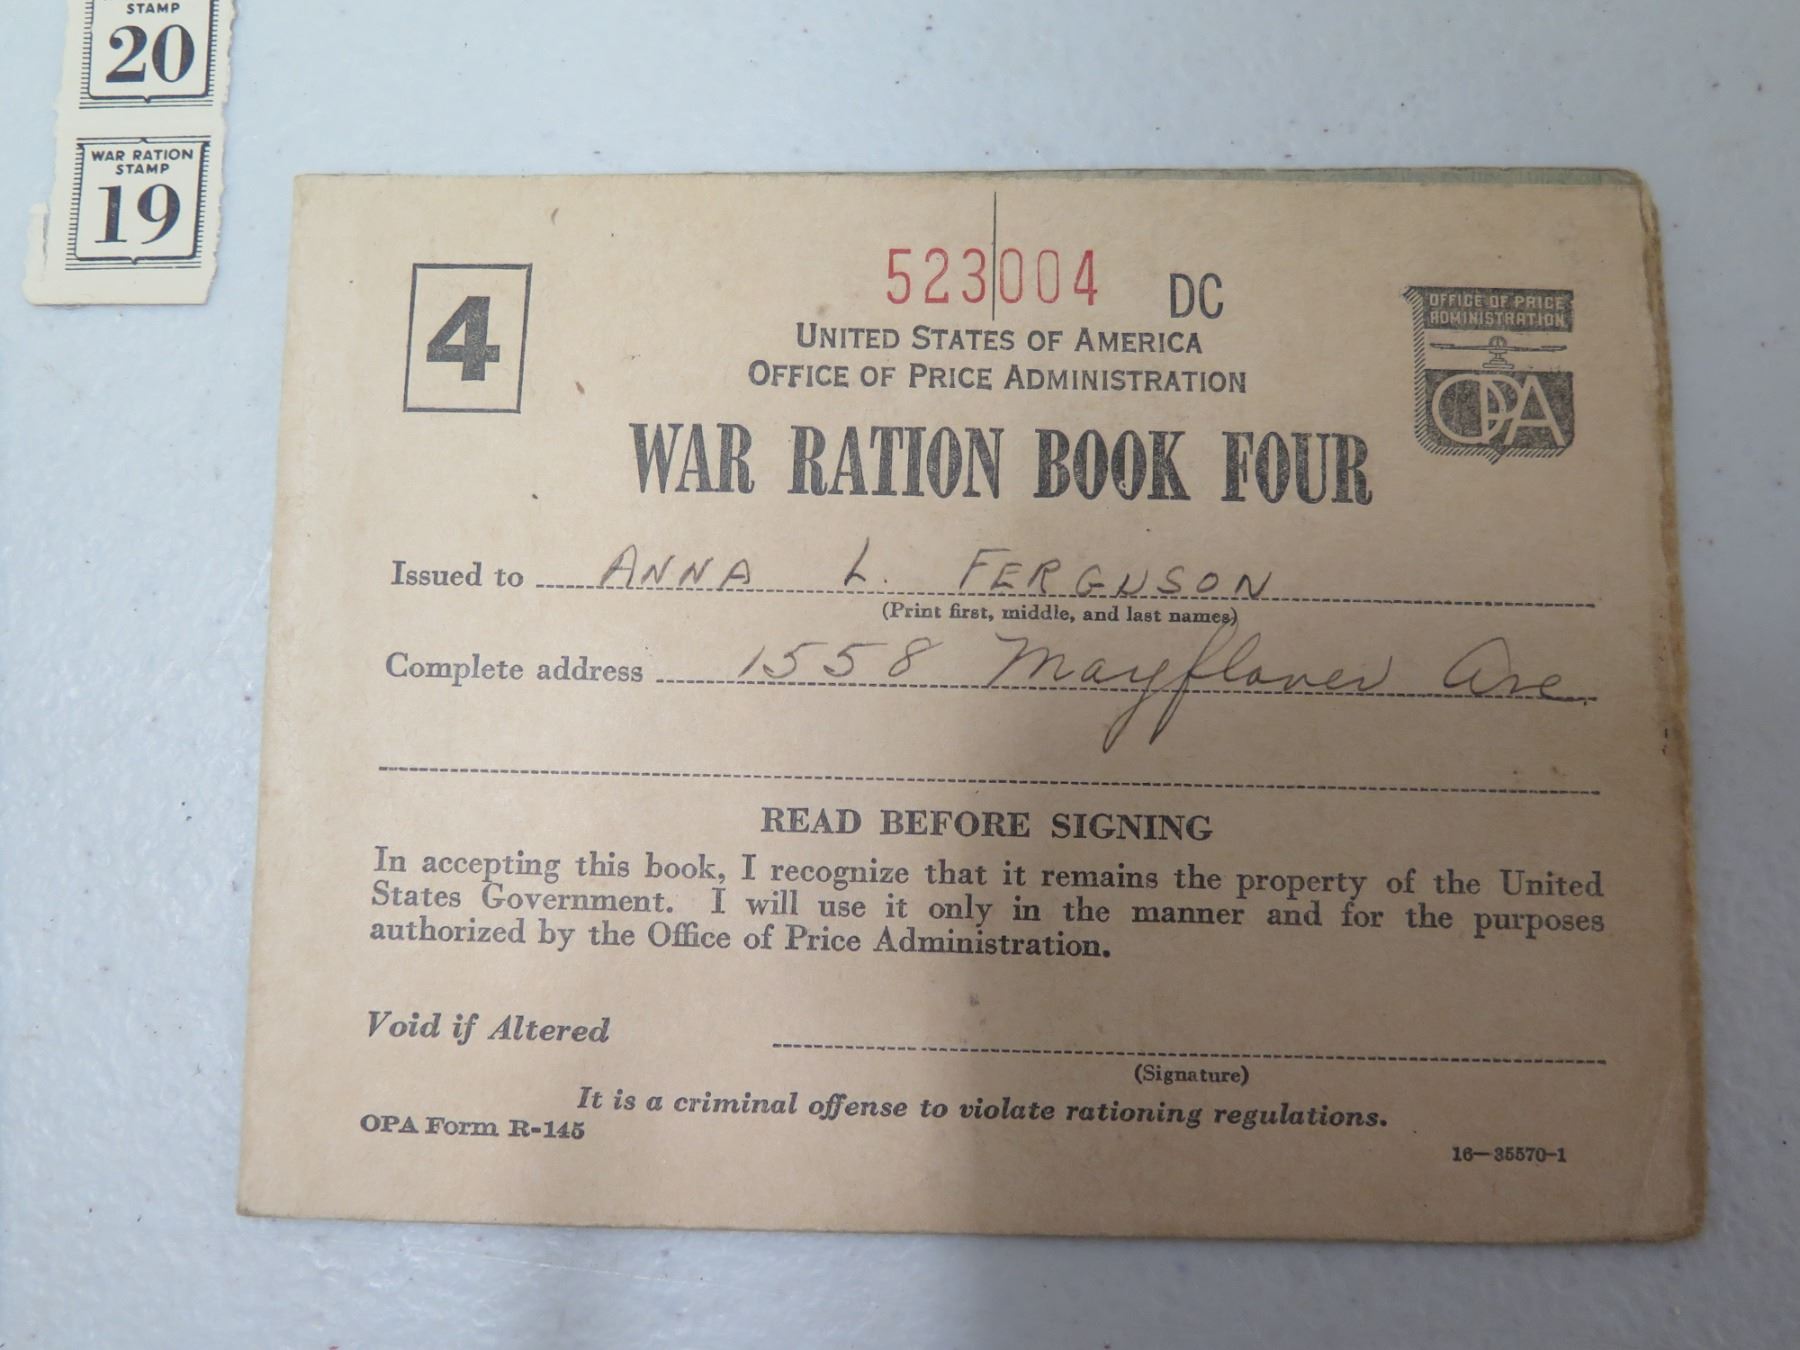 STAMP
20
WAR RATION
STAMP
19
4
523004 DC
UNITED STATES OF AMERICA
OFFICE OF PRICE ADMINISTRATION
OFFICE OF PRICE
ADMINISTRATION
OPA
WAR RATION BOOK FOUR
Issued to ANNA L. FERGUSON
(Print first, middle, and last names)
Complete address 1558 Mayflower Ave.
READ BEFORE SIGNING
In accepting this book, I recognize that it remains the property of the United
States Government. I will use it only in the manner and for the purposes
authorized by the Office of Price Administration.
Void if Altered
(Signature)
It is a criminal offense to violate rationing regulations.
OPA Form R-145
16—35570-1